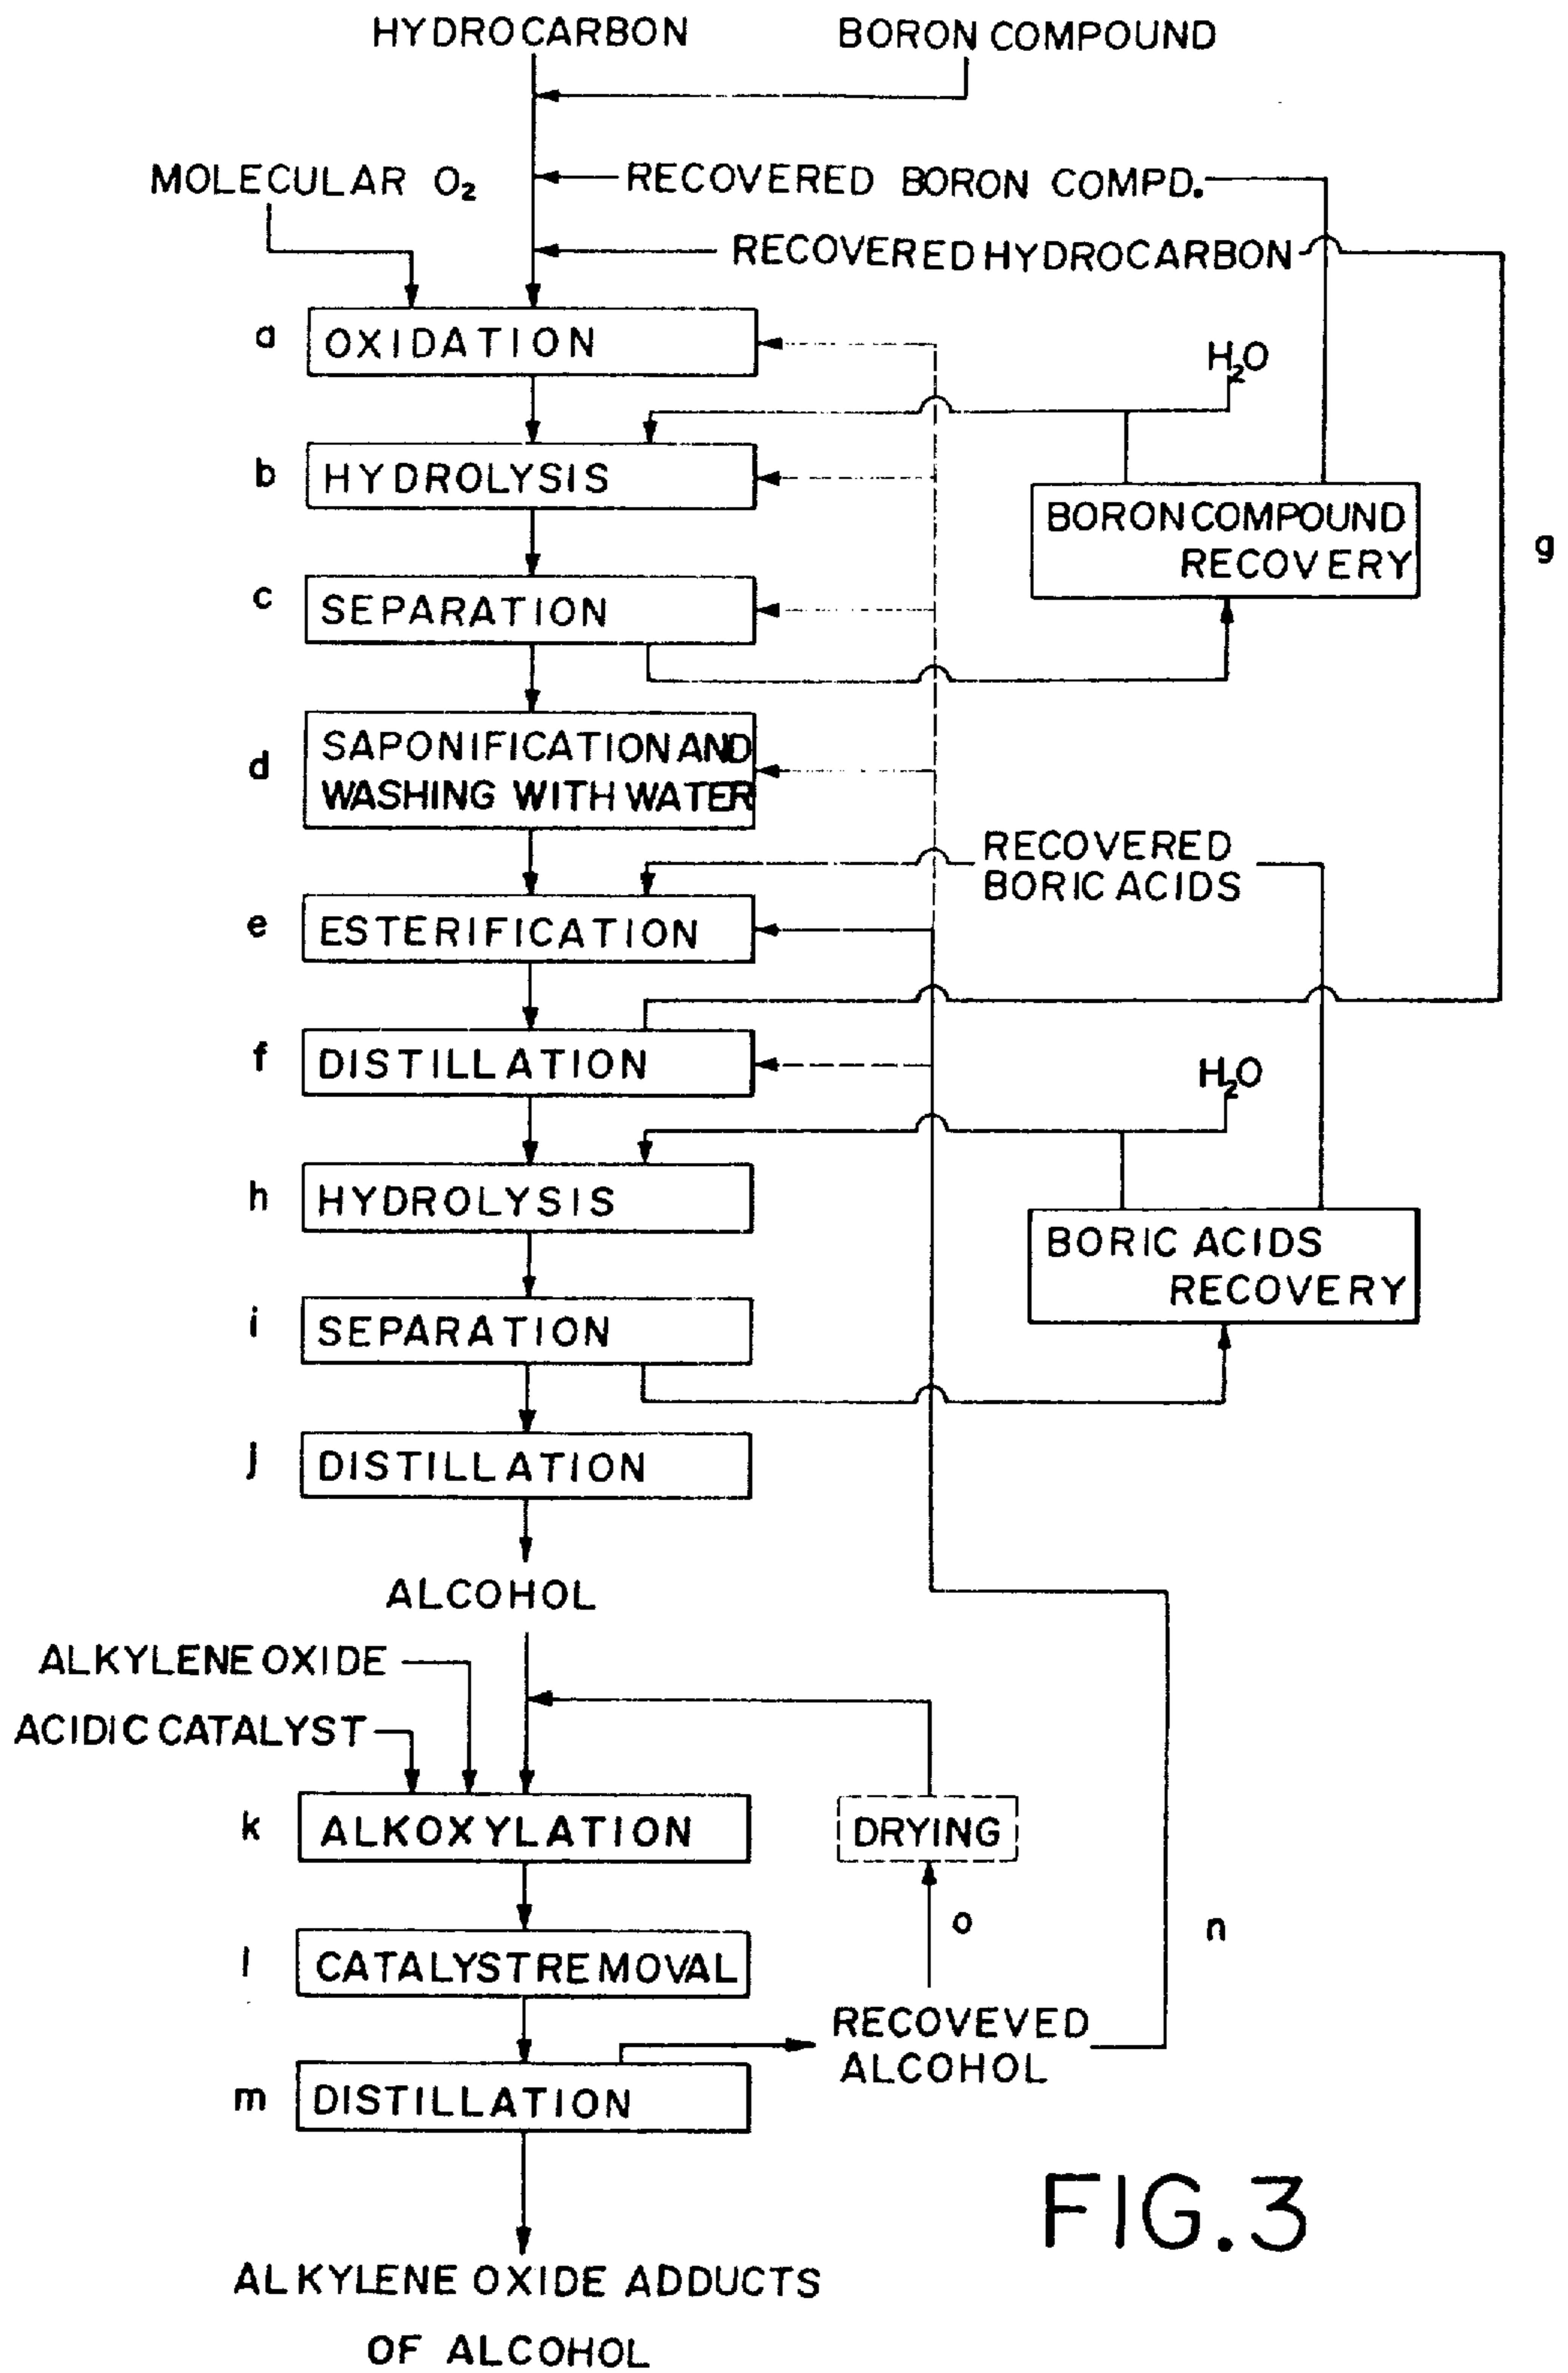 HYDROCARBON
BORON COMPOUND
MOLECULAR O₂
RECOVERED BORON COMPD.
RECOVERED HYDROCARBON
a
OXIDATION
H₂O
b
HYDROLYSIS
BORON COMPOUND
RECOVERY
g
c
SEPARATION
d
SAPONIFICATION AND
WASHING WITH WATER
RECOVERED
BORIC ACIDS
e
ESTERIFICATION
f
DISTILLATION
H₂O
h
HYDROLYSIS
BORIC ACIDS
RECOVERY
i
SEPARATION
j
DISTILLATION
ALCOHOL
ALKYLENE OXIDE
ACIDIC CATALYST
k
ALKOXYLATION
DRYING
o
n
l
CATALYST REMOVAL
RECOVEVED
ALCOHOL
m
DISTILLATION
FIG.3
ALKYLENE OXIDE ADDUCTS
OF ALCOHOL